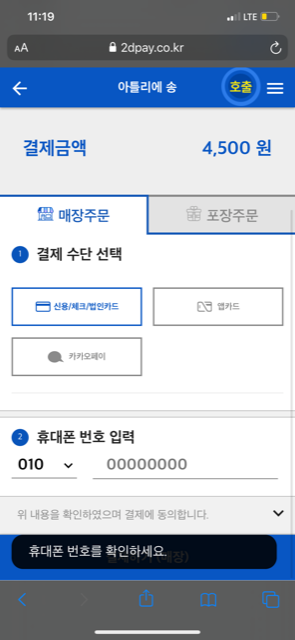 11:19
LTE
AA
2dpay.co.kr
아틀리에 송
호출
결제금액
4,500 원
매장주문
포장주문
1 결제 수단 선택
신용/체크/법인카드
앱카드
카카오페이
2 휴대폰 번호 입력
010
00000000
위 내용을 확인하였으며 결제에 동의합니다.
휴대폰 번호를 확인하세요.